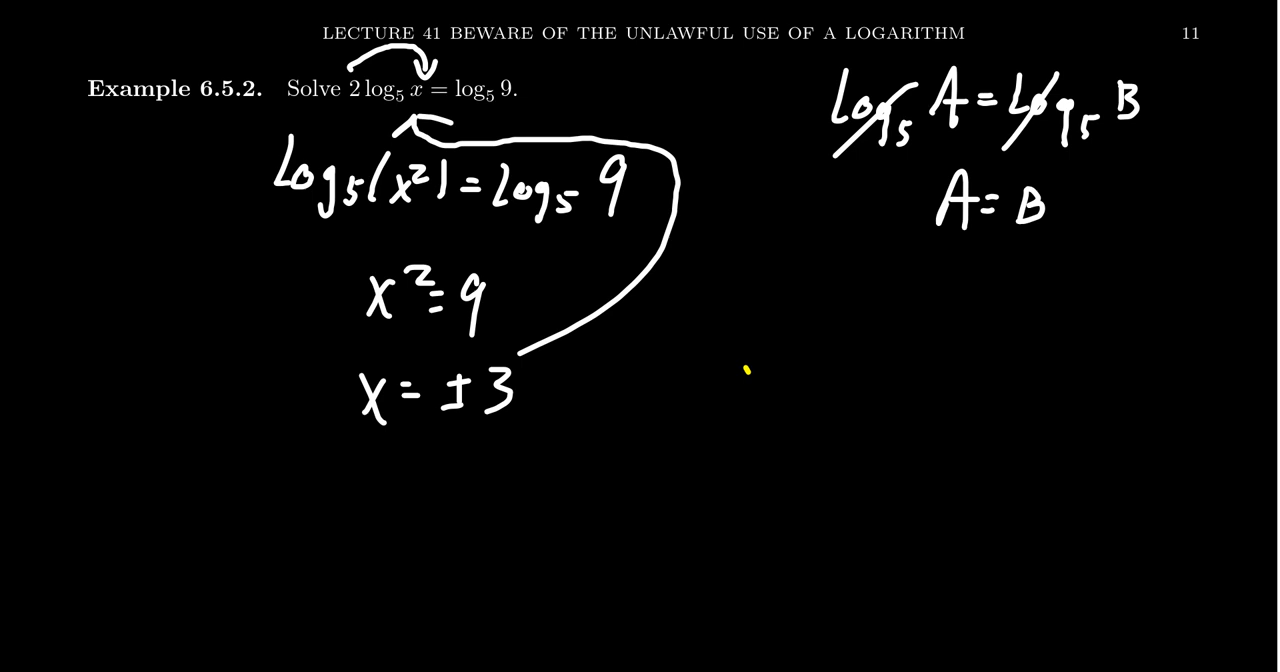 LECTURE 41 BEWARE OF THE UNLAWFUL USE OF A LOGARITHM 11
Example 6.5.2. Solve 2 log₅ x = log₅ 9.
log₅(x²) = log₅ 9
x² = 9
x = ± 3
log₅ A = log₅ B
A = B